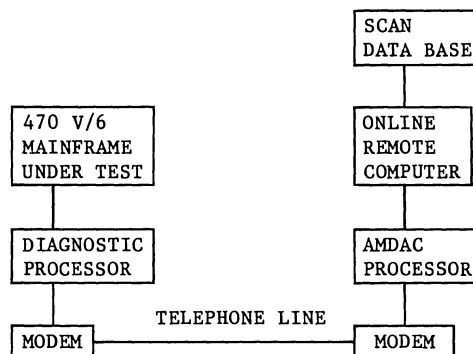 SCAN
DATA BASE
470 V/6
MAINFRAME
UNDER TEST
ONLINE
REMOTE
COMPUTER
DIAGNOSTIC
PROCESSOR
AMDAC
PROCESSOR
TELEPHONE LINE
MODEM
MODEM